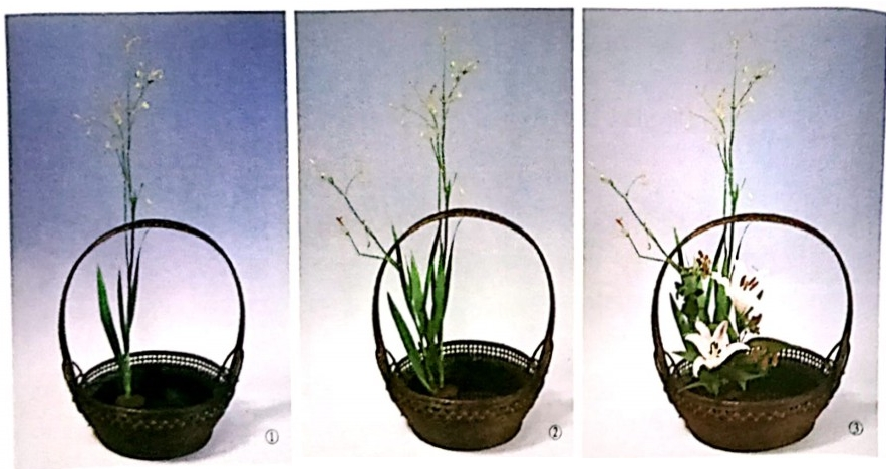 ①
②
③